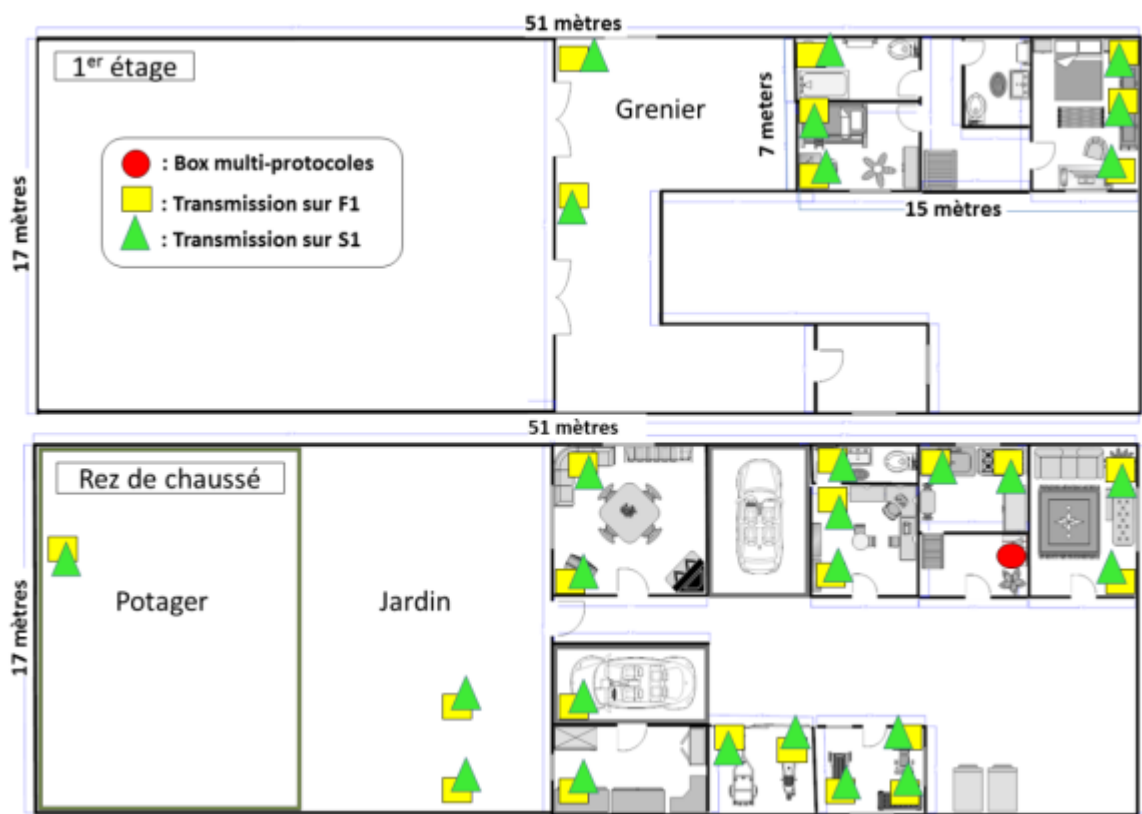 51 mètres
1er étage
Grenier
7 meters
: Box multi-protocoles
: Transmission sur F1
: Transmission sur S1
17 mètres
15 mètres
51 mètres
Rez de chaussé
Potager
Jardin
17 mètres